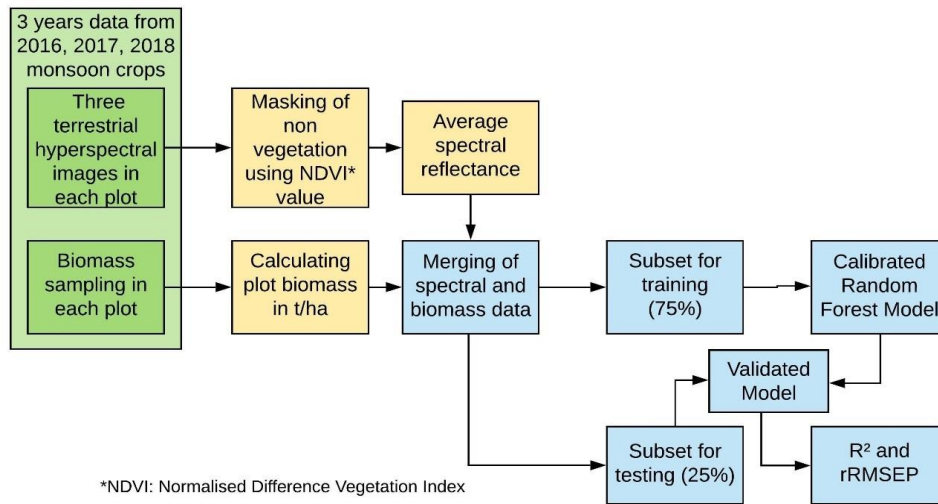 3 years data from
2016, 2017, 2018
monsoon crops
Three
terrestrial
hyperspectral
images in
each plot
Masking of
non
vegetation
using NDVI*
value
Average
spectral
reflectance
Biomass
sampling in
each plot
Calculating
plot biomass
in t/ha
Merging of
spectral and
biomass data
Subset for
training
(75%)
Calibrated
Random
Forest Model
Validated
Model
Subset for
testing (25%)
R² and
rRMSEP
*NDVI: Normalised Difference Vegetation Index